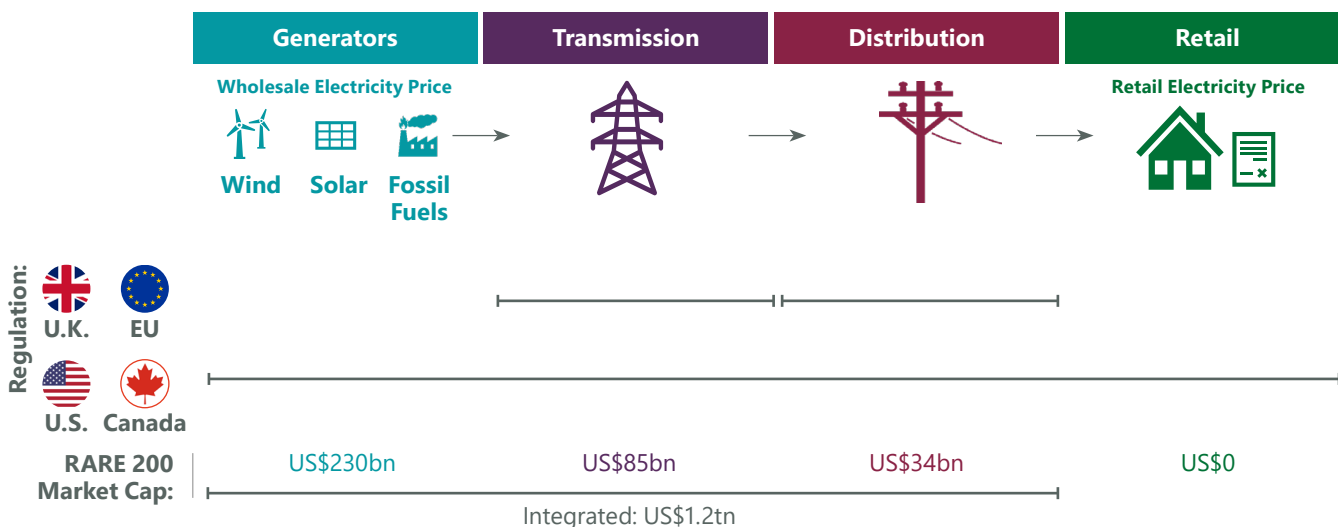 Generators
Transmission
Distribution
Retail
Wholesale Electricity Price
Retail Electricity Price
Wind
Solar
Fossil
Fuels
Regulation:
U.K.
EU
U.S.
Canada
RARE 200
Market Cap:
US$230bn
US$85bn
US$34bn
US$0
Integrated: US$1.2tn